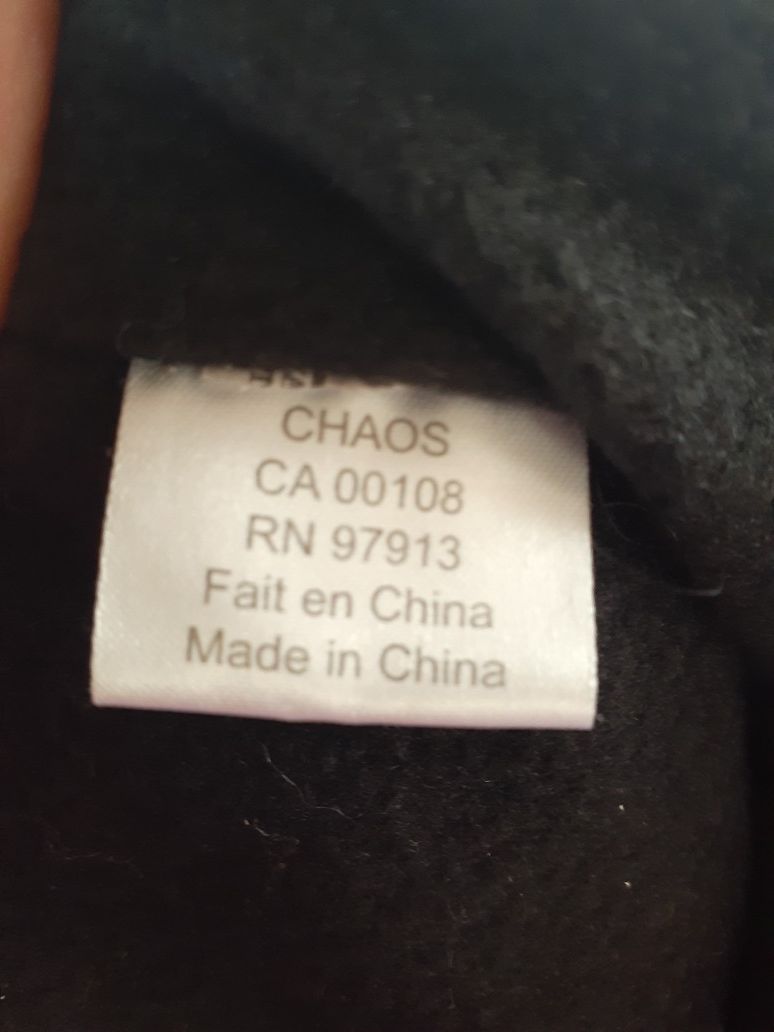 CHAOS
CA 00108
RN 97913
Fait en China
Made in China